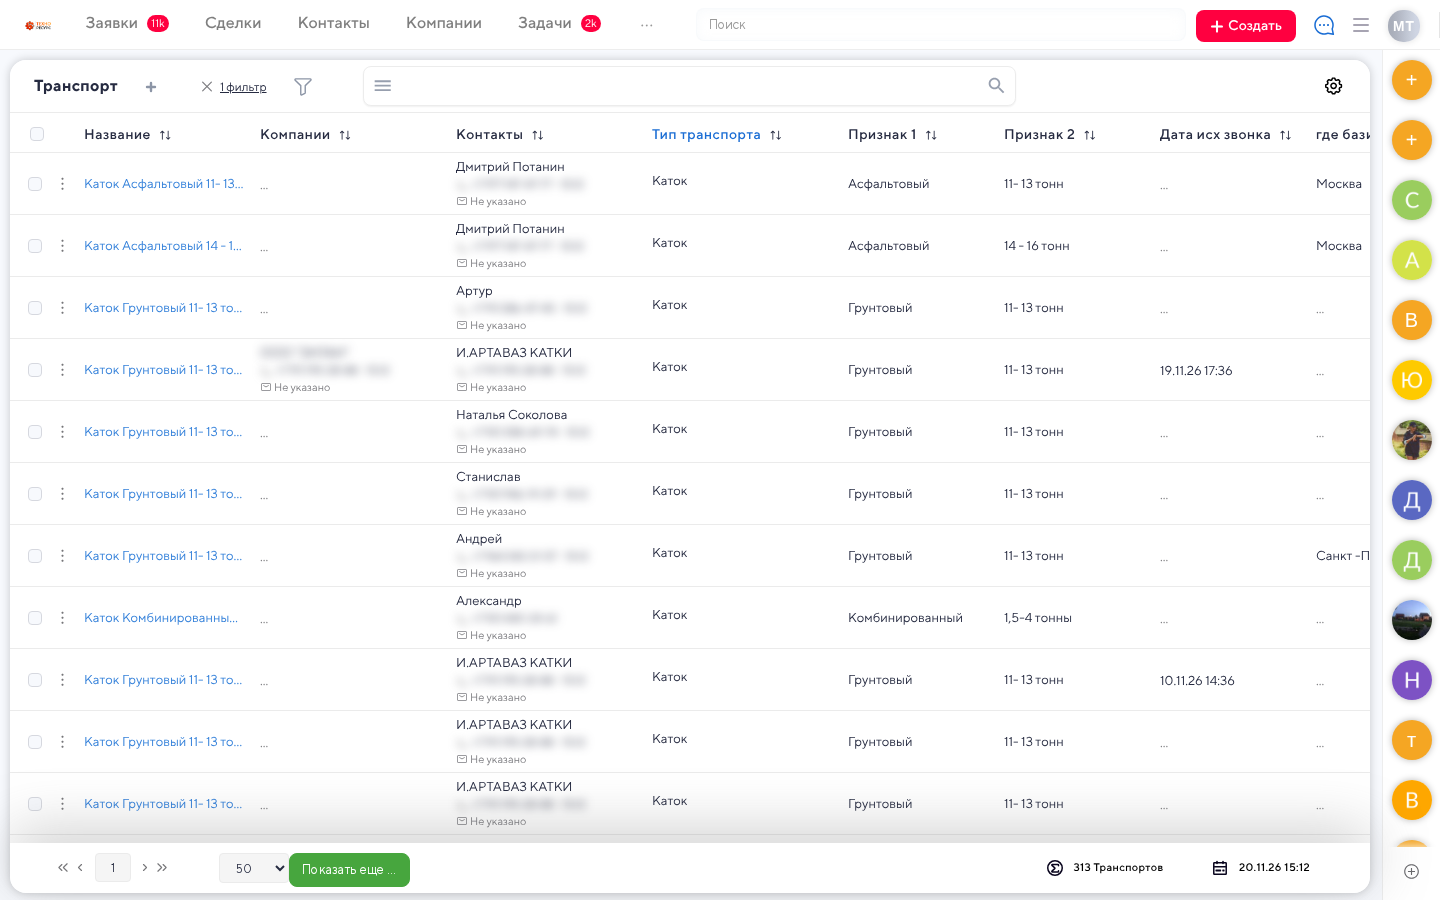 Заявки 11k Сделки Контакты Компании Задачи 2k ... Поиск + Создать МТ
Транспорт + 1 фильтр
Название Компании Контакты Тип транспорта Признак 1 Признак 2 Дата исх звонка где бази
Дмитрий Потанин
Каток Асфальтовый 11- 13... ... Каток Асфальтовый 11- 13 тонн ... Москва
Не указано
Дмитрий Потанин
Каток Асфальтовый 14 - 1... ... Каток Асфальтовый 14 - 16 тонн ... Москва
Не указано
Артур
Каток Грунтовый 11- 13 то... ... Каток Грунтовый 11- 13 тонн ... ...
Не указано
И.АРТАВАЗ КАТКИ
Каток Грунтовый 11- 13 то... Каток Грунтовый 11- 13 тонн 19.11.26 17:36 ...
Не указано Не указано
Наталья Соколова
Каток Грунтовый 11- 13 то... ... Каток Грунтовый 11- 13 тонн ... ...
Не указано
Станислав
Каток Грунтовый 11- 13 то... ... Каток Грунтовый 11- 13 тонн ... ...
Не указано
Андрей
Каток Грунтовый 11- 13 то... ... Каток Грунтовый 11- 13 тонн ... Санкт -П
Не указано
Александр
Каток Комбинированны... ... Каток Комбинированный 1,5-4 тонны ... ...
Не указано
И.АРТАВАЗ КАТКИ
Каток Грунтовый 11- 13 то... ... Каток Грунтовый 11- 13 тонн 10.11.26 14:36 ...
Не указано
И.АРТАВАЗ КАТКИ
Каток Грунтовый 11- 13 то... ... Каток Грунтовый 11- 13 тонн ... ...
Не указано
И.АРТАВАЗ КАТКИ
Каток Грунтовый 11- 13 то... ... Каток Грунтовый 11- 13 тонн ... ...
Не указано
1 50 Показать еще ... 313 Транспортов 20.11.26 15:12
+
+
С
А
В
Ю
Д
Д
Н
т
В